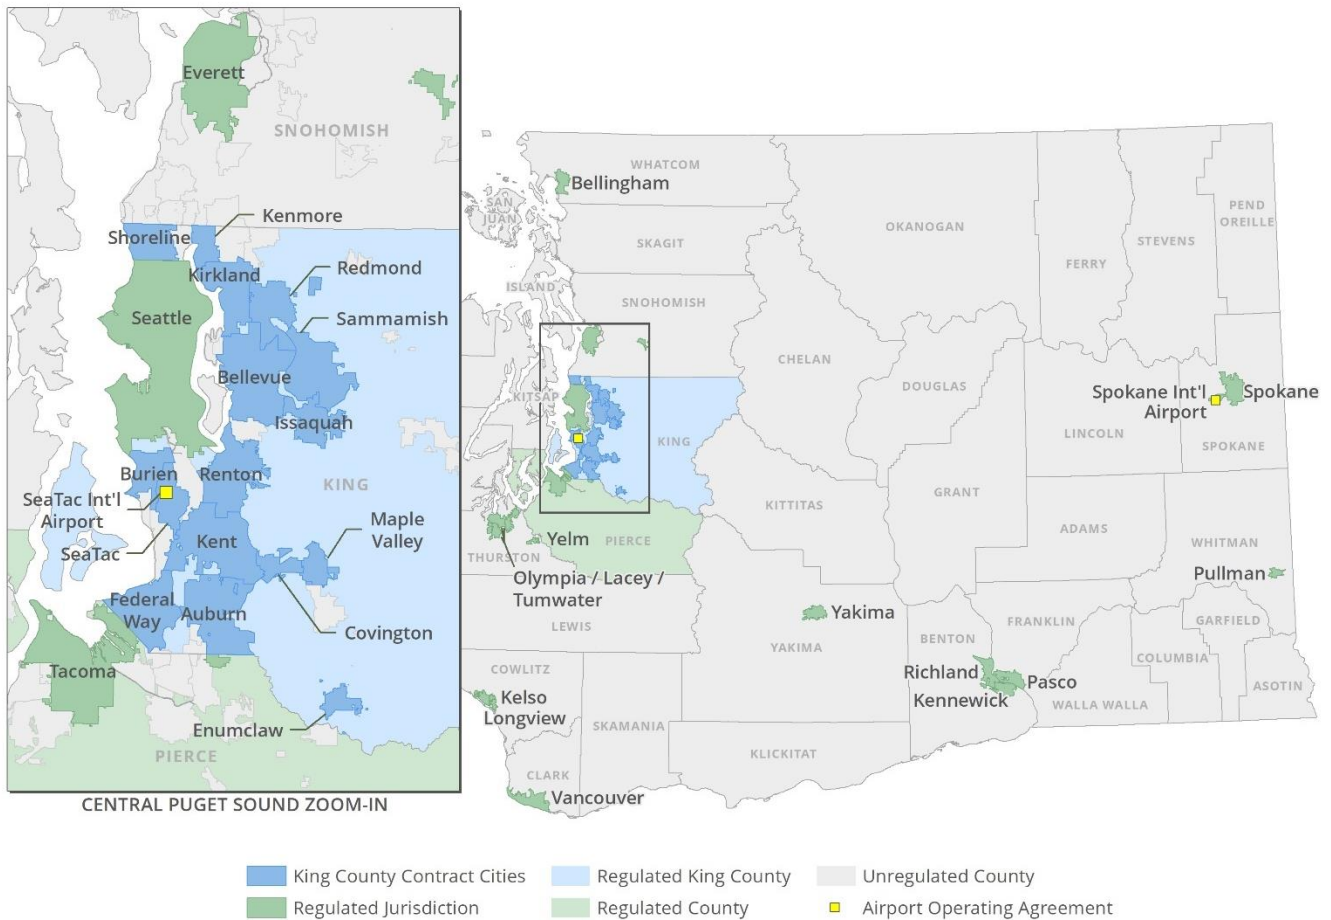 Everett
SNOHOMISH
Kenmore
Shoreline
Kirkland
Redmond
Seattle
Sammamish
Bellevue
Issaquah
Burien
Renton
KING
SeaTac Int'l
Airport
Maple
Valley
SeaTac
Kent
Federal
Way
Auburn
Covington
Tacoma
Enumclaw
PIERCE
CENTRAL PUGET SOUND ZOOM-IN
WHATCOM
Bellingham
SAN
JUAN
SKAGIT
OKANOGAN
PEND
OREILLE
STEVENS
FERRY
ISLAND
SNOHOMISH
CHELAN
DOUGLAS
KITSAP
Spokane Int'l
Airport
Spokane
LINCOLN
SPOKANE
KING
KITTITAS
GRANT
ADAMS
WHITMAN
Yelm
PIERCE
THURSTON
Olympia / Lacey /
Tumwater
Pullman
LEWIS
Yakima
YAKIMA
BENTON
FRANKLIN
GARFIELD
COLUMBIA
COWLITZ
Richland
Kennewick
Pasco
ASOTIN
WALLA WALLA
Kelso
Longview
SKAMANIA
KLICKITAT
CLARK
Vancouver
King County Contract Cities
Regulated King County
Unregulated County
Regulated Jurisdiction
Regulated County
Airport Operating Agreement